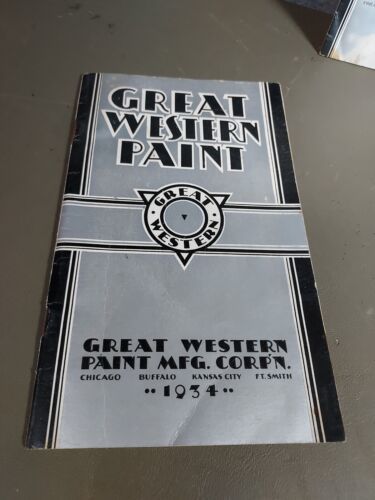 GREAT
WESTERN
PAINT
GREAT
WESTERN
GREAT WESTERN
PAINT MFG. CORP'N.
CHICAGO BUFFALO KANSAS CITY FT. SMITH
•• 1934 ••